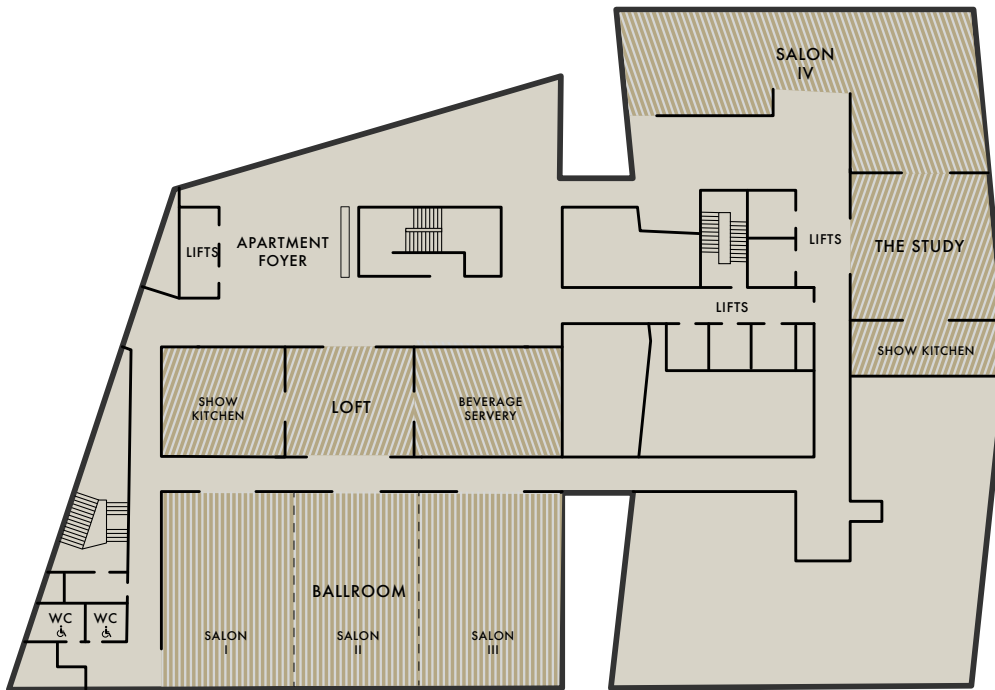 SALON
IV
APARTMENT
FOYER
LIFTS
LIFTS
THE STUDY
LIFTS
SHOW KITCHEN
SHOW
KITCHEN
LOFT
BEVERAGE
SERVERY
BALLROOM
WC
WC
SALON
I
SALON
II
SALON
III